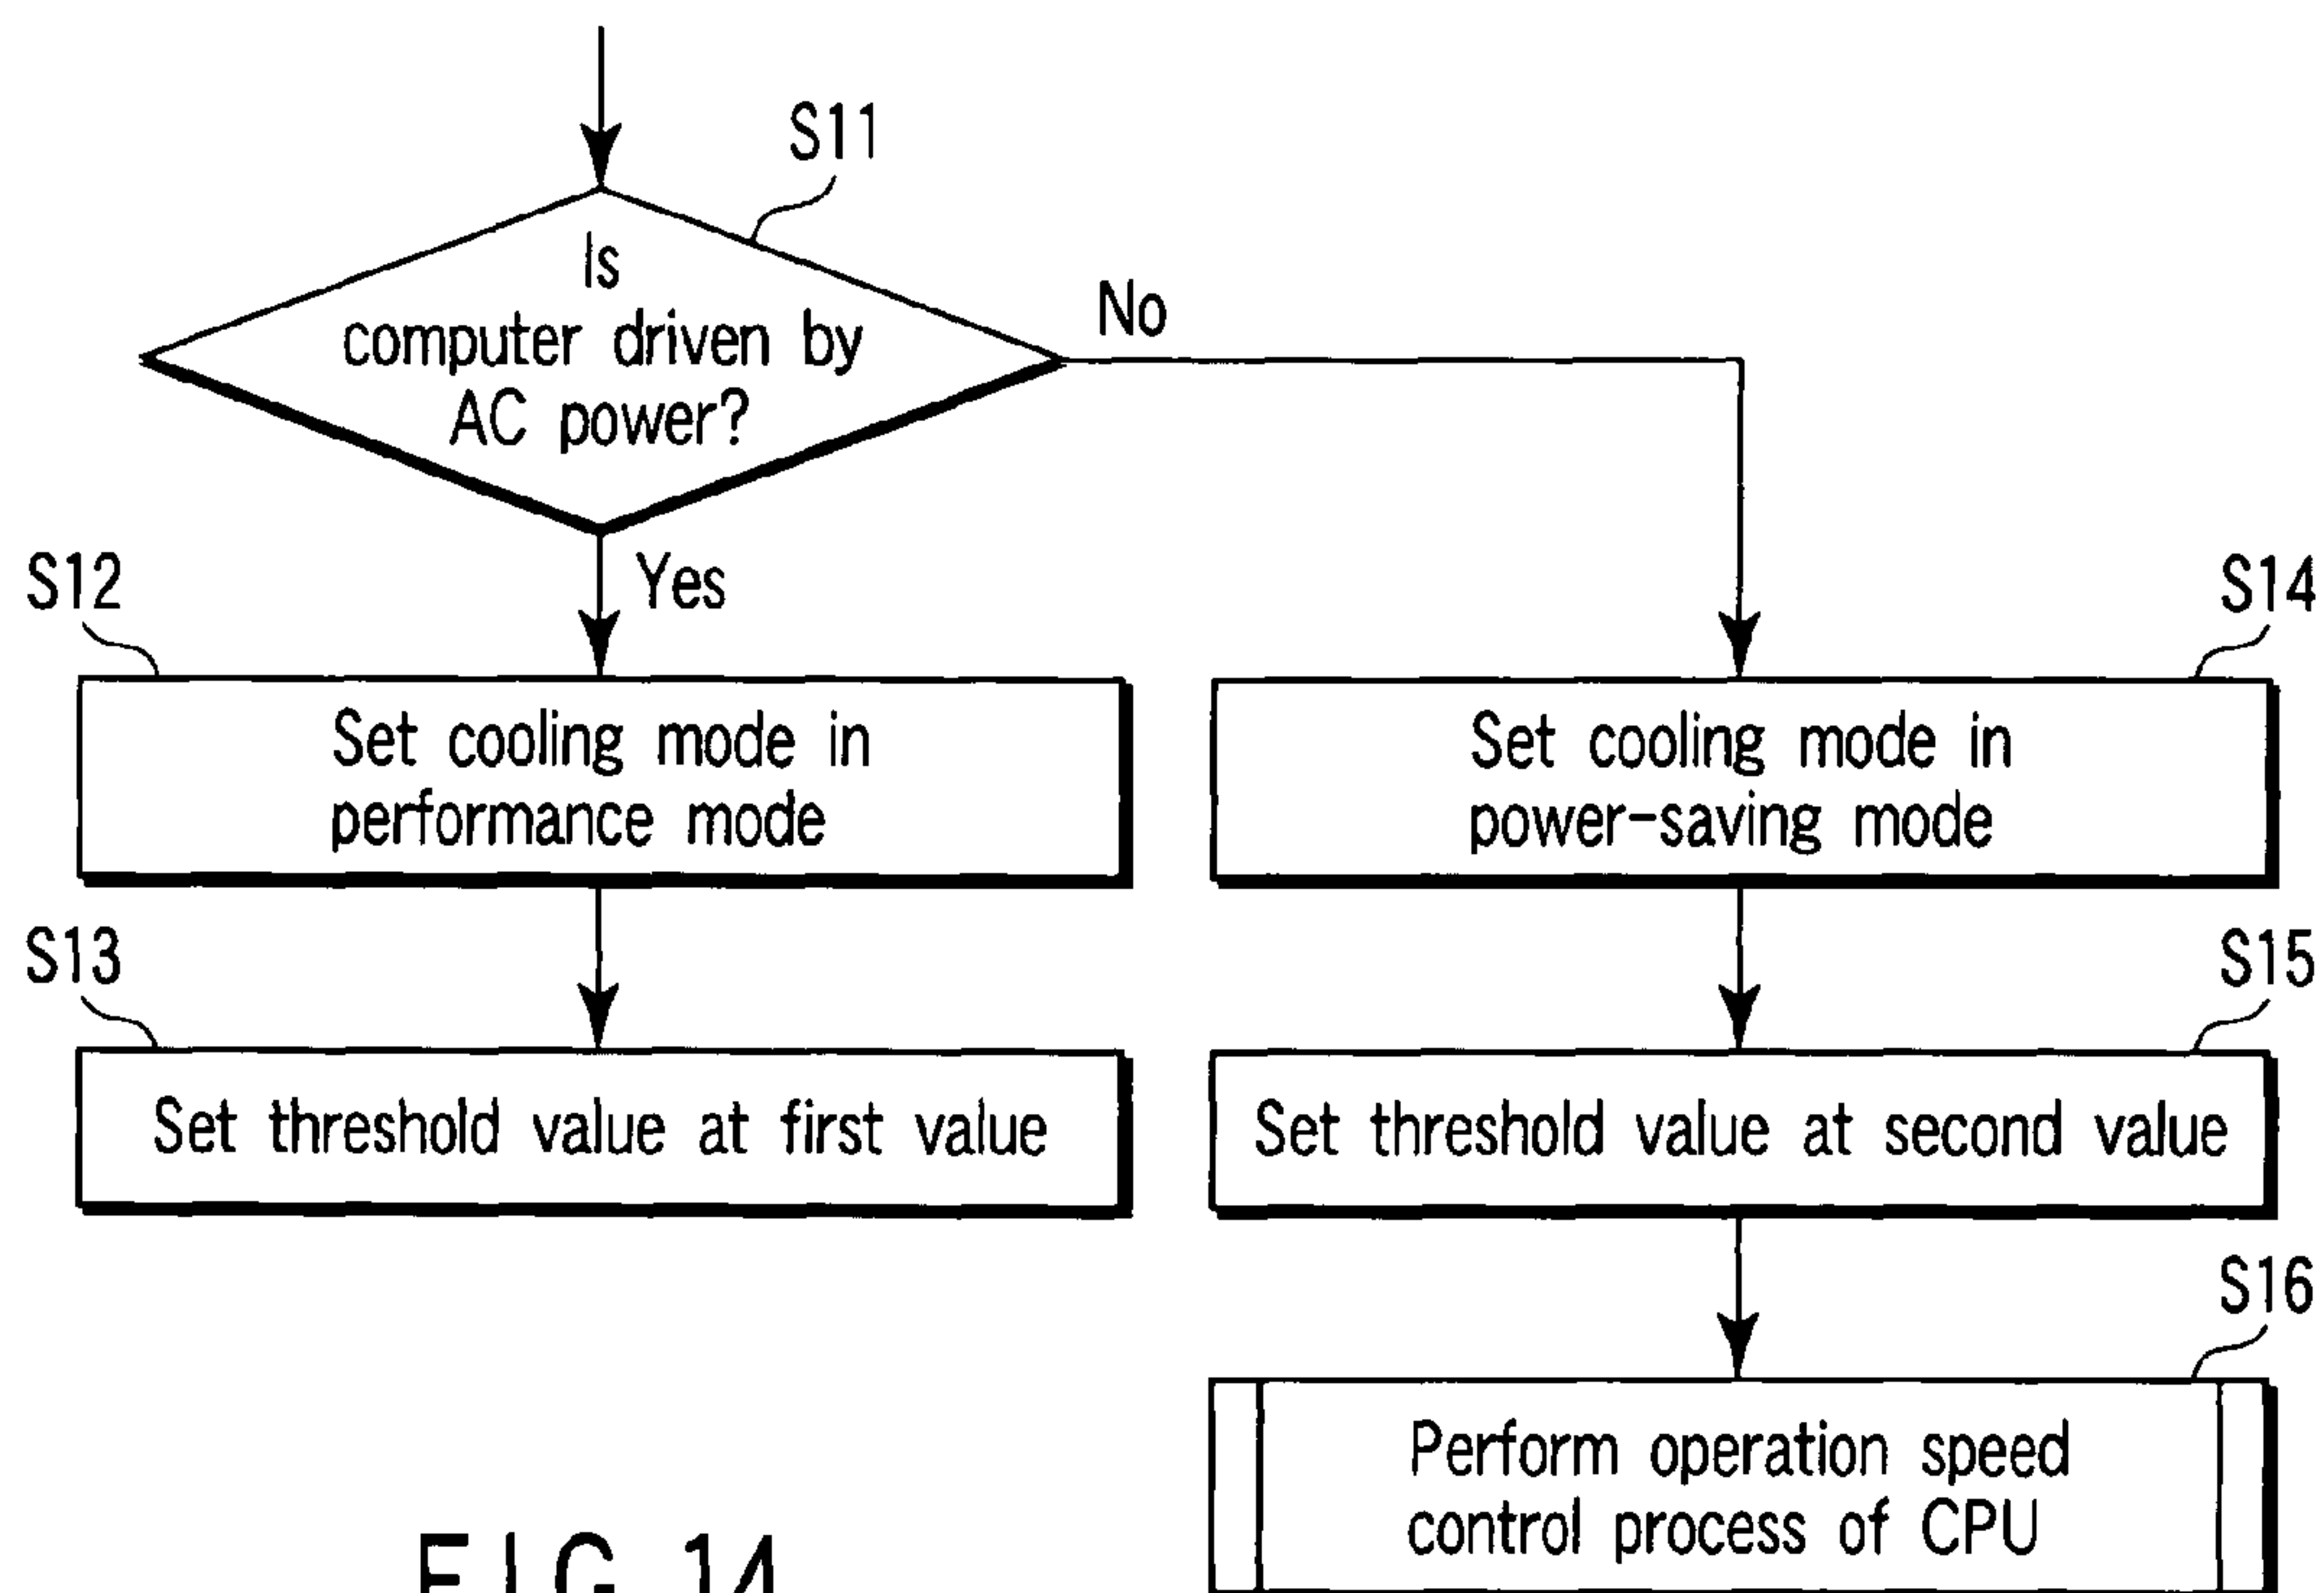 S11
Is
computer driven by
AC power?
No
Yes
S12
Set cooling mode in
performance mode
S14
Set cooling mode in
power-saving mode
S13
Set threshold value at first value
S15
Set threshold value at second value
S16
Perform operation speed
control process of CPU
FIG. 14